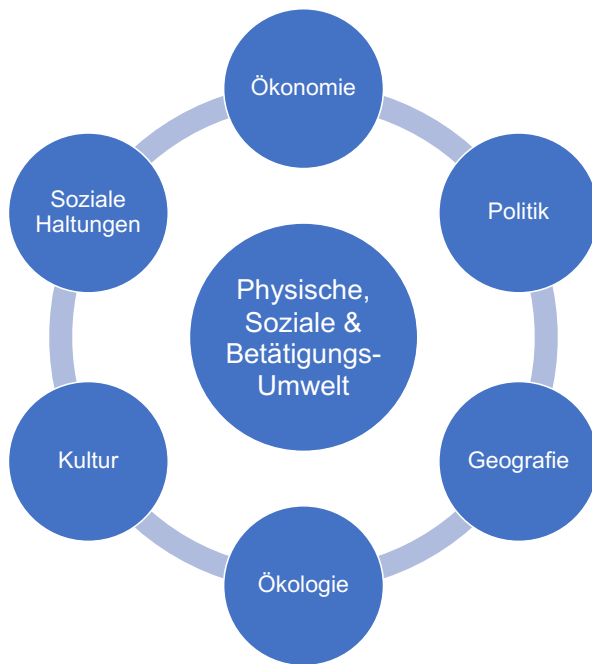 Ökonomie
Politik
Geografie
Ökologie
Kultur
Soziale
Haltungen
Physische,
Soziale &
Betätigungs-
Umwelt